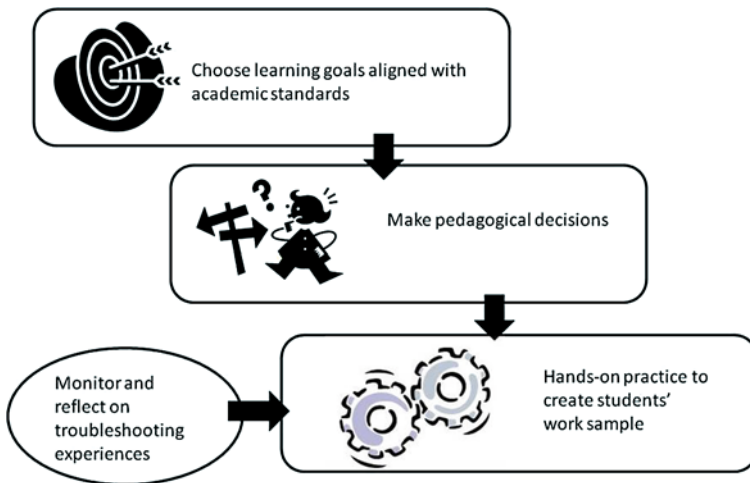 Choose learning goals aligned with
academic standards
?
Make pedagogical decisions
Monitor and
reflect on
troubleshooting
experiences
Hands-on practice to
create students’
work sample